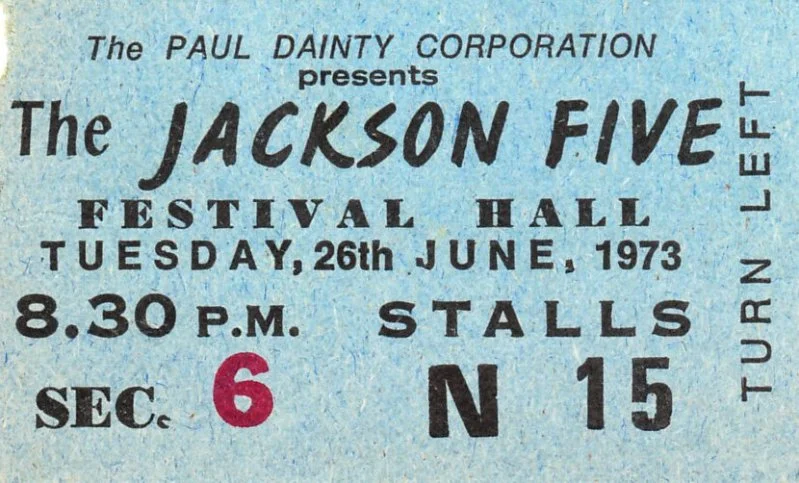 The PAUL DAINTY CORPORATION
presents
The JACKSON FIVE
FESTIVAL HALL
TUESDAY, 26th JUNE, 1973
8.30 P.M. STALLS
SEC. 6 N 15
TURN LEFT